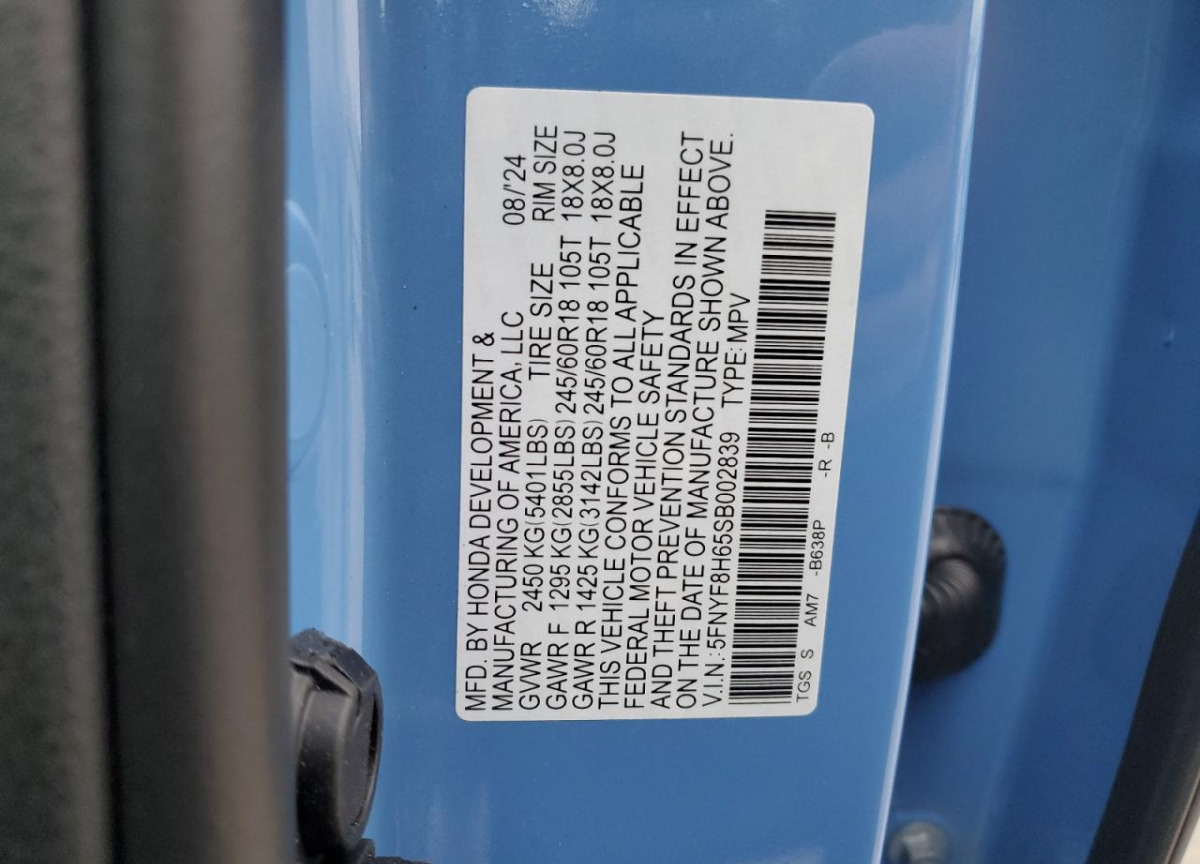 MFD. BY HONDA DEVELOPMENT &
MANUFACTURING OF AMERICA, LLC 08/'24
GVWR 2450 KG(5401LBS) TIRE SIZE RIM SIZE
GAWR F 1295 KG(2855LBS) 245/60R18 105T 18X8.0J
GAWR R 1425 KG(3142LBS) 245/60R18 105T 18X8.0J
THIS VEHICLE CONFORMS TO ALL APPLICABLE
FEDERAL MOTOR VEHICLE SAFETY
AND THEFT PREVENTION STANDARDS IN EFFECT
ON THE DATE OF MANUFACTURE SHOWN ABOVE.
V.I.N.: 5FNYF8H65SB002839 TYPE: MPV
TGS S AM7 -B638P -R -B